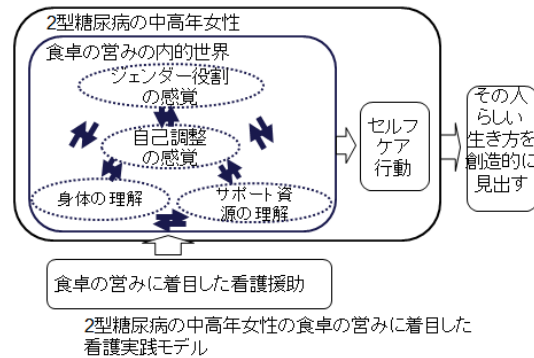 2型糖尿病の中高年女性
食卓の営みの内的世界
ジェンダー役割
の感覚
自己調整
の感覚
身体の理解
サポート資
源の理解
セルフ
ケア
行動
その人
らしい
生き方を
創造的に
見出す
食卓の営みに着目した看護援助
2型糖尿病の中高年女性の食卓の営みに着目した
看護実践モデル